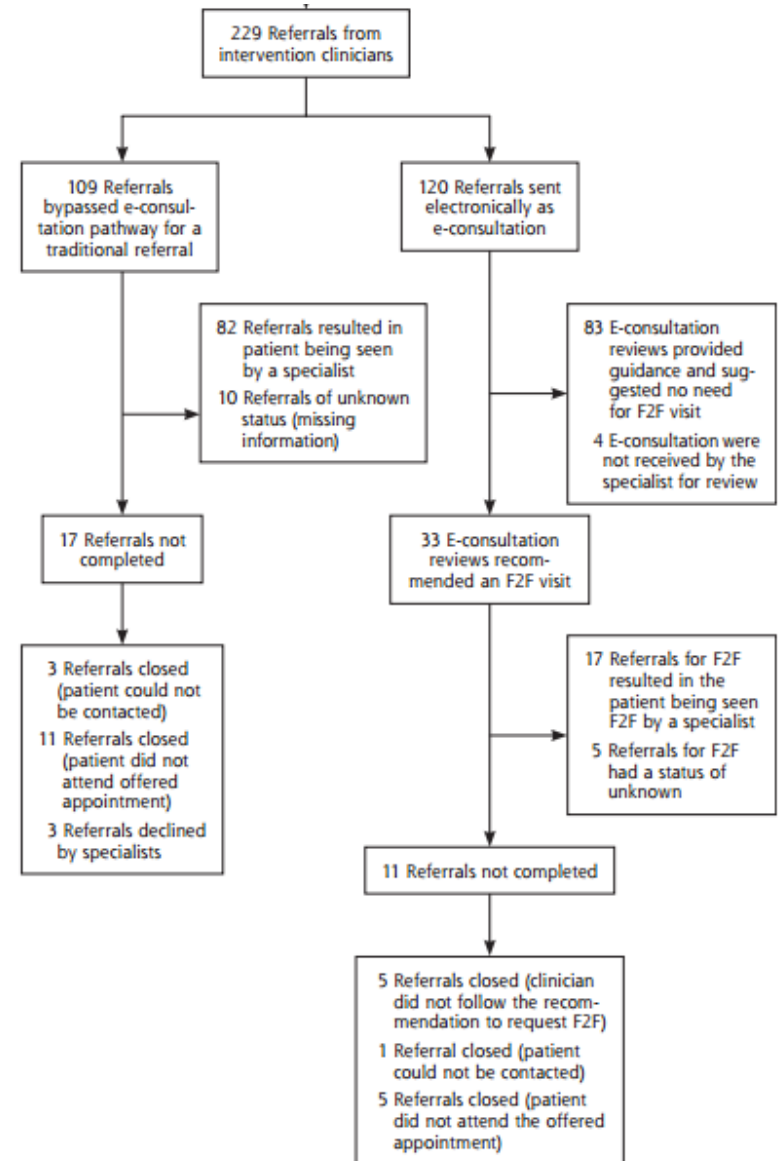 229 Referrals from
intervention clinicians
109 Referrals
bypassed e-consul-
tation pathway for a
traditional referral
120 Referrals sent
electronically as
e-consultation
82 Referrals resulted in
patient being seen
by a specialist
10 Referrals of unknown
status (missing
information)
83 E-consultation
reviews provided
guidance and sug-
gested no need
for F2F visit
4 E-consultation were
not received by the
specialist for review
17 Referrals not
completed
33 E-consultation
reviews recom-
mended an F2F visit
3 Referrals closed
(patient could not
be contacted)
11 Referrals closed
(patient did not
attend offered
appointment)
3 Referrals declined
by specialists
17 Referrals for F2F
resulted in the
patient being seen
F2F by a specialist
5 Referrals for F2F
had a status of
unknown
11 Referrals not completed
5 Referrals closed (clinician
did not follow the recom-
mendation to request F2F)
1 Referral closed (patient
could not be contacted)
5 Referrals closed (patient
did not attend the offered
appointment)